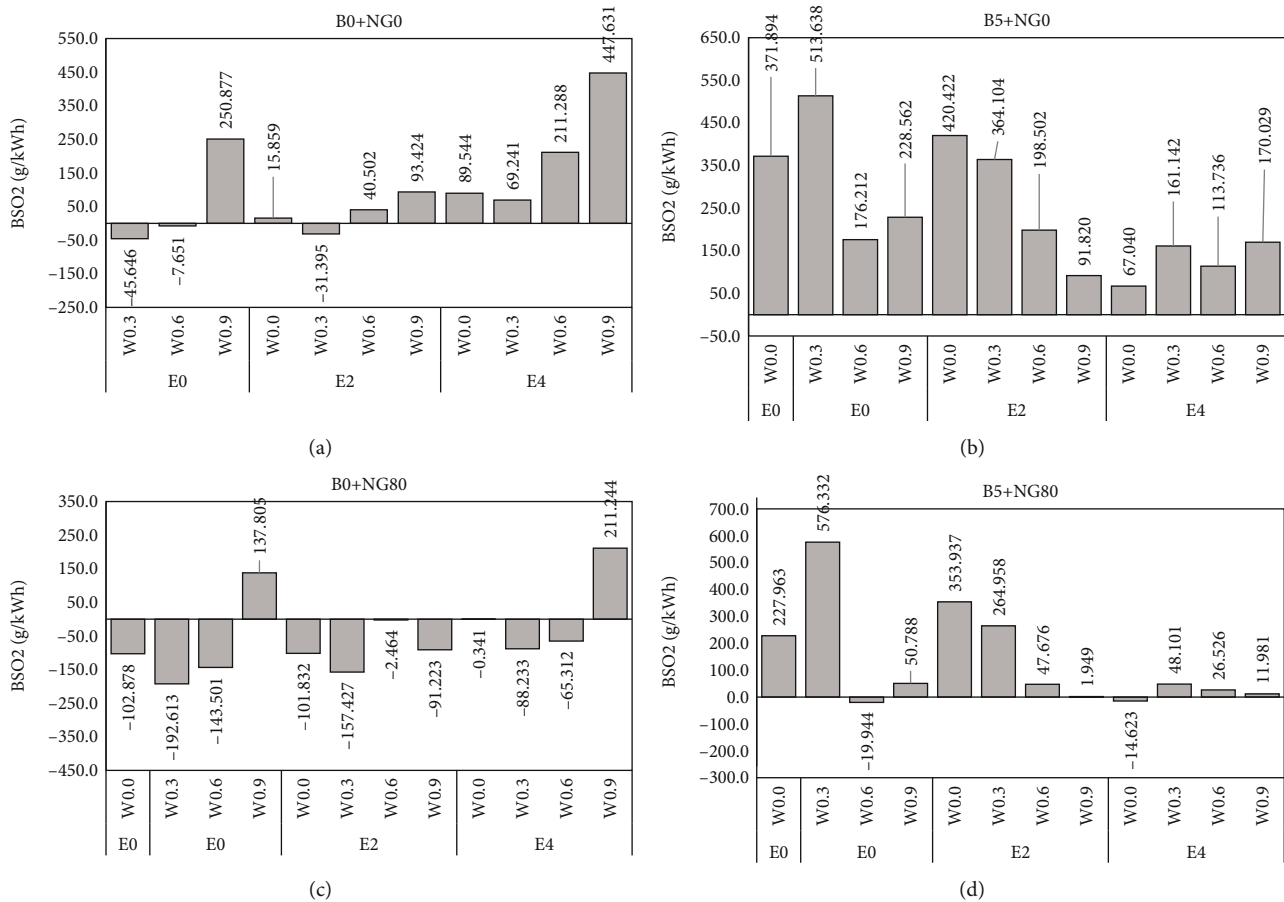 B0+NG0
BSO2 (g/kWh)
550.0
450.0
350.0
250.0
150.0
50.0
−50.0
−150.0
−250.0
−45.646
−7.651
250.877
15.859
−31.395
40.502
93.424
89.544
69.241
211.288
447.631
W0.3
W0.6
W0.9
W0.0
W0.3
W0.6
W0.9
W0.0
W0.3
W0.6
W0.9
E0
E2
E4
(a)
B5+NG0
BSO2 (g/kWh)
650.0
550.0
450.0
350.0
250.0
150.0
50.0
−50.0
371.894
513.638
176.212
228.562
420.422
364.104
198.502
91.820
67.040
161.142
113.736
170.029
W0.0
W0.3
W0.6
W0.9
W0.0
W0.3
W0.6
W0.9
W0.0
W0.3
W0.6
W0.9
E0
E0
E2
E4
(b)
B0+NG80
BSO2 (g/kWh)
350.0
250.0
150.0
50.0
−50.0
−150.0
−250.0
−350.0
−450.0
−102.878
−192.613
−143.501
137.805
−101.832
−157.427
−2.464
−91.223
−0.341
−88.233
−65.312
211.244
W0.0
W0.3
W0.6
W0.9
W0.0
W0.3
W0.6
W0.9
W0.0
W0.3
W0.6
W0.9
E0
E0
E2
E4
(c)
B5+NG80
BSO2 (g/kWh)
700.0
600.0
500.0
400.0
300.0
200.0
100.0
0.0
−100.0
−200.0
−300.0
227.963
576.332
−19.944
50.788
353.937
264.958
47.676
1.949
−14.623
48.101
26.526
11.981
W0.0
W0.3
W0.6
W0.9
W0.0
W0.3
W0.6
W0.9
W0.0
W0.3
W0.6
W0.9
E0
E0
E2
E4
(d)